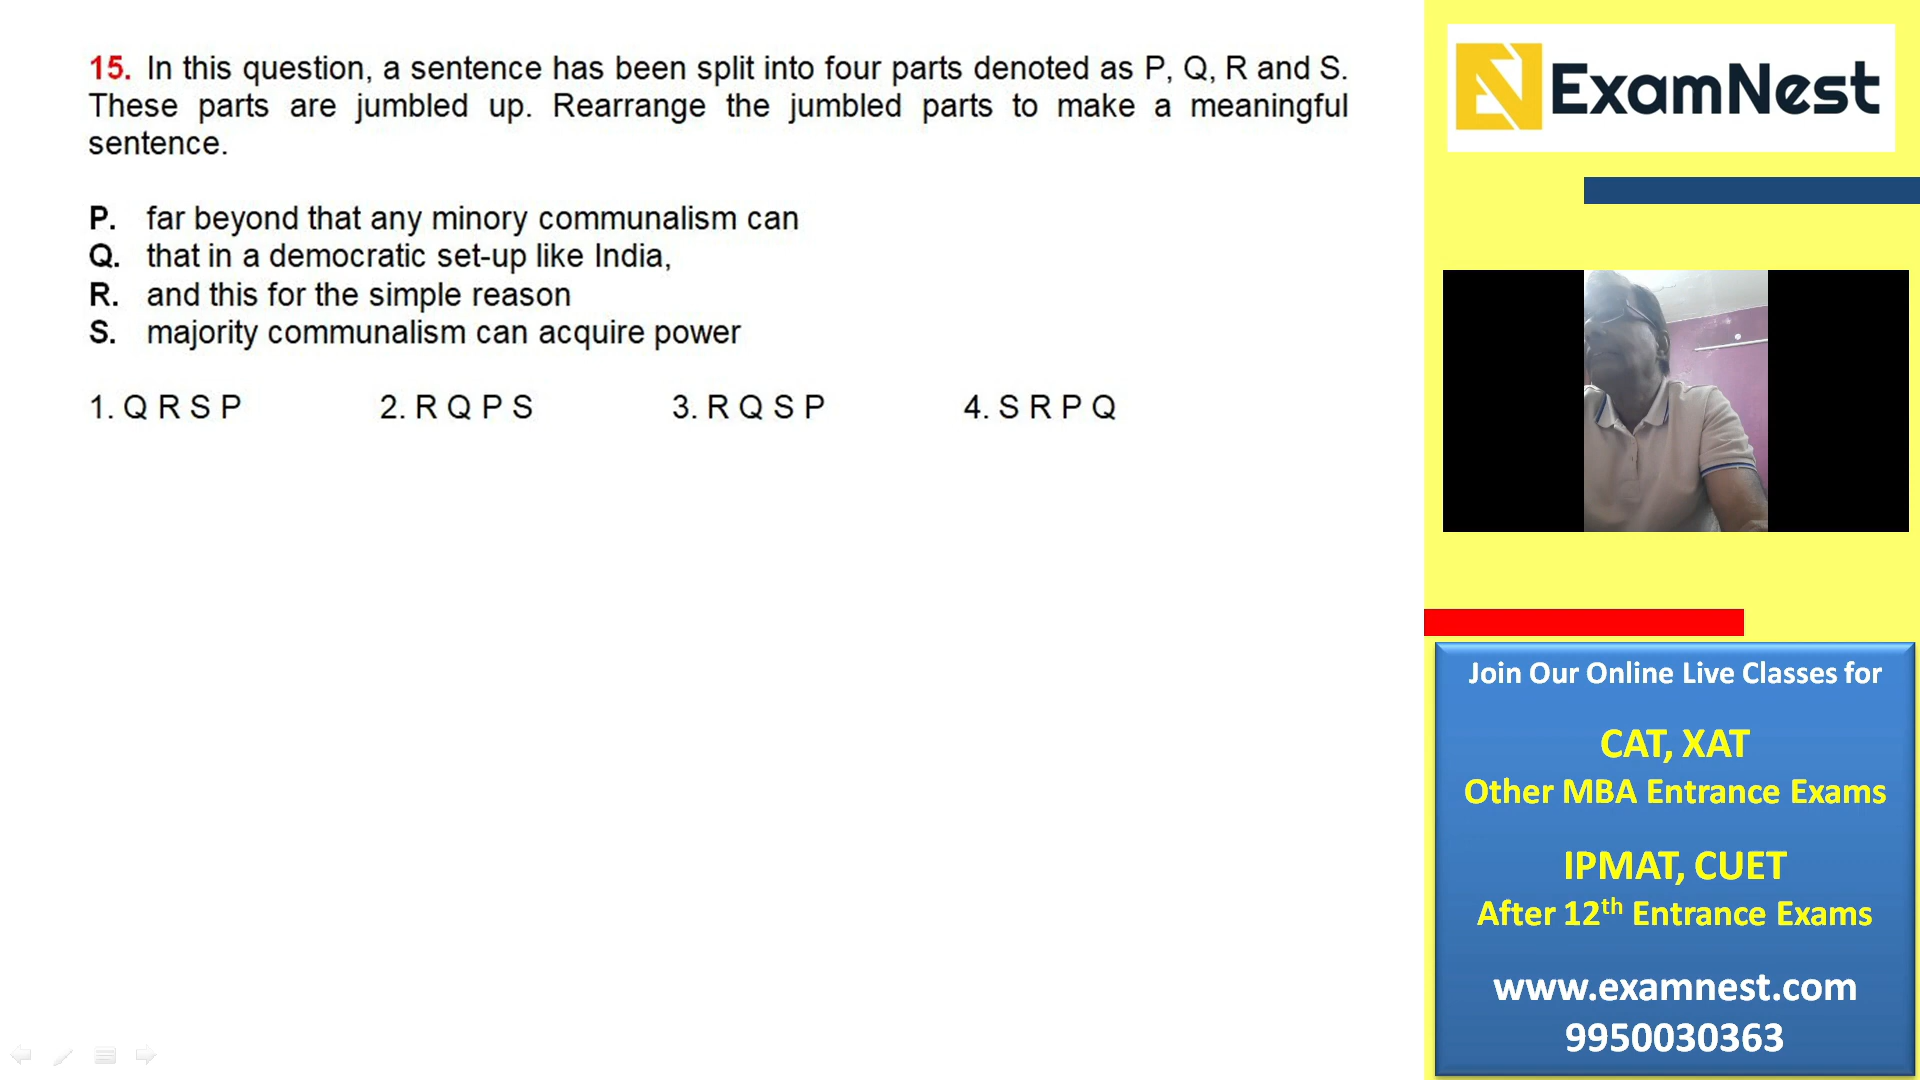 15. In this question, a sentence has been split into four parts denoted as P, Q, R and S.
These parts are jumbled up. Rearrange the jumbled parts to make a meaningful
sentence.
P. far beyond that any minory communalism can
Q. that in a democratic set-up like India,
R. and this for the simple reason
S. majority communalism can acquire power
1. Q R S P 2. R Q P S 3. R Q S P 4. S R P Q
ExamNest
Join Our Online Live Classes for
CAT, XAT
Other MBA Entrance Exams
IPMAT, CUET
After 12th Entrance Exams
www.examnest.com
9950030363